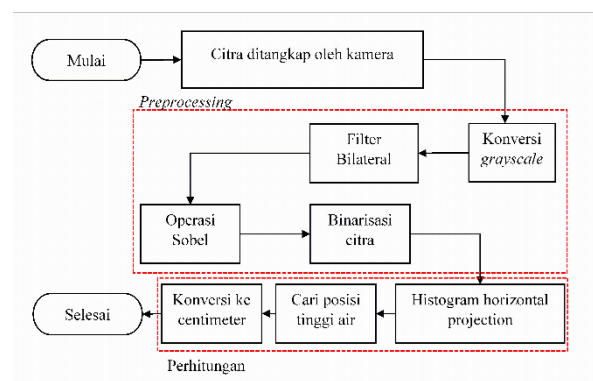 Mulai
Citra ditangkap oleh kamera
Preprocessing
Filter
Bilateral
Konversi
grayscale
Operasi
Sobel
Binarisasi
citra
Selesai
Konversi ke
centimeter
Cari posisi
tinggi air
Histogram horizontal
projection
Perhitungan